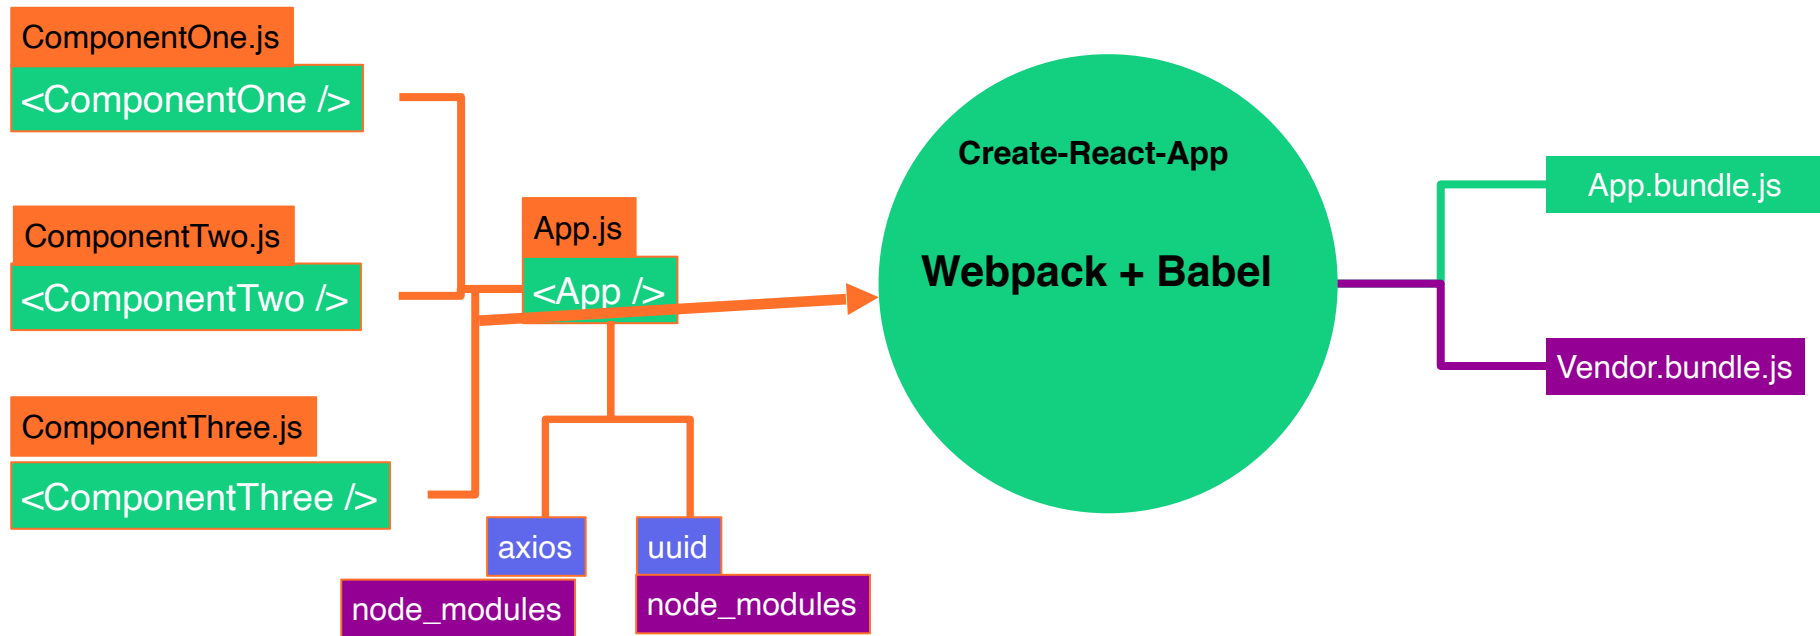 ComponentOne.js
<ComponentOne />
ComponentTwo.js
<ComponentTwo />
ComponentThree.js
<ComponentThree />
App.js
<App />
axios
node_modules
uuid
node_modules
Create-React-App
Webpack + Babel
App.bundle.js
Vendor.bundle.js